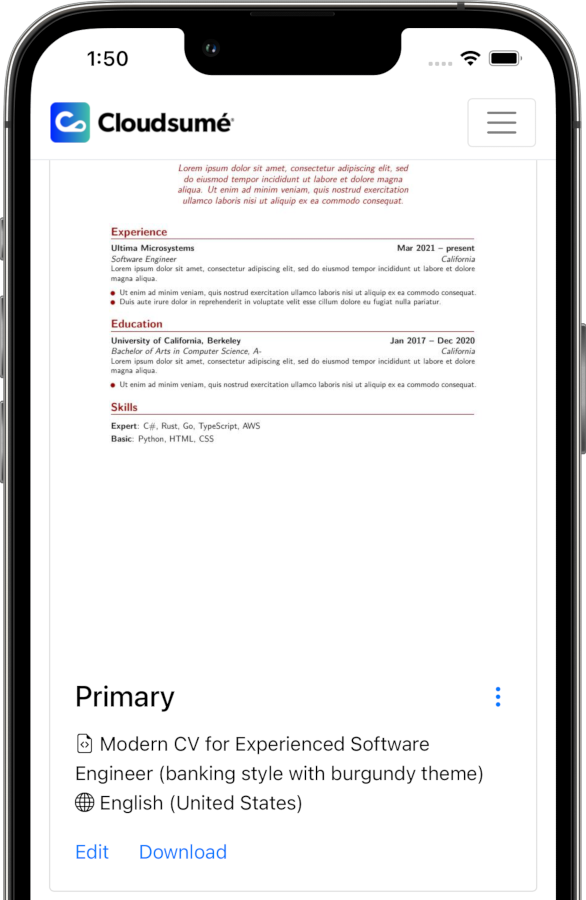 1:50
Cloudsumé
Lorem ipsum dolor sit amet, consectetur adipiscing elit, sed
do eiusmod tempor incididunt ut labore et dolore magna
aliqua. Ut enim ad minim veniam, quis nostrud exercitation
ullamco laboris nisi ut aliquip ex ea commodo consequat.
Experience
Ultima Microsystems Mar 2021 – present
Software Engineer California
Lorem ipsum dolor sit amet, consectetur adipiscing elit, sed do eiusmod tempor incididunt ut labore et dolore
magna aliqua.
● Ut enim ad minim veniam, quis nostrud exercitation ullamco laboris nisi ut aliquip ex ea commodo consequat.
● Duis aute irure dolor in reprehenderit in voluptate velit esse cillum dolore eu fugiat nulla pariatur.
Education
University of California, Berkeley Jan 2017 – Dec 2020
Bachelor of Arts in Computer Science, A- California
Lorem ipsum dolor sit amet, consectetur adipiscing elit, sed do eiusmod tempor incididunt ut labore et dolore
magna aliqua.
● Ut enim ad minim veniam, quis nostrud exercitation ullamco laboris nisi ut aliquip ex ea commodo consequat.
Skills
Expert: C#, Rust, Go, TypeScript, AWS
Basic: Python, HTML, CSS
Primary
Modern CV for Experienced Software
Engineer (banking style with burgundy theme)
English (United States)
Edit Download